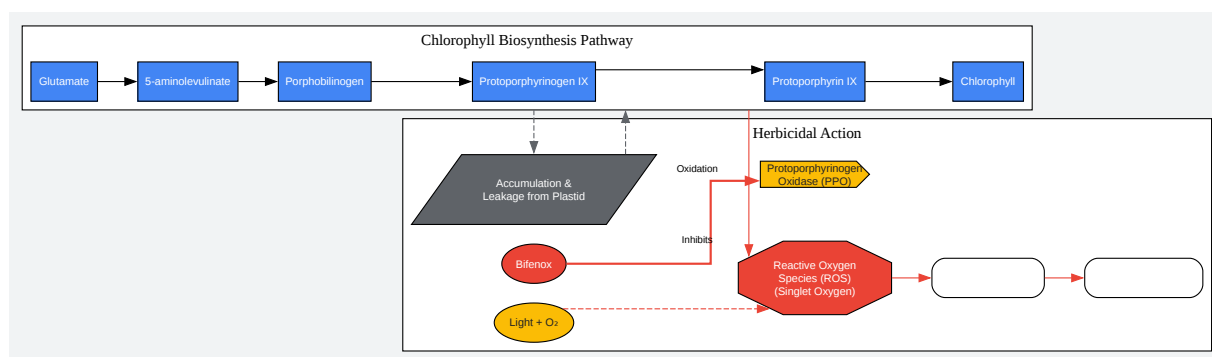 Chlorophyll Biosynthesis Pathway
Glutamate
5-aminolevulinate
Porphobilinogen
Protoporphyrinogen IX
Protoporphyrin IX
Chlorophyll
Herbicidal Action
Accumulation &
Leakage from Plastid
Oxidation
Protoporphyrinogen
Oxidase (PPO)
Inhibits
Bifenox
Reactive Oxygen
Species (ROS)
(Singlet Oxygen)
Light + O₂